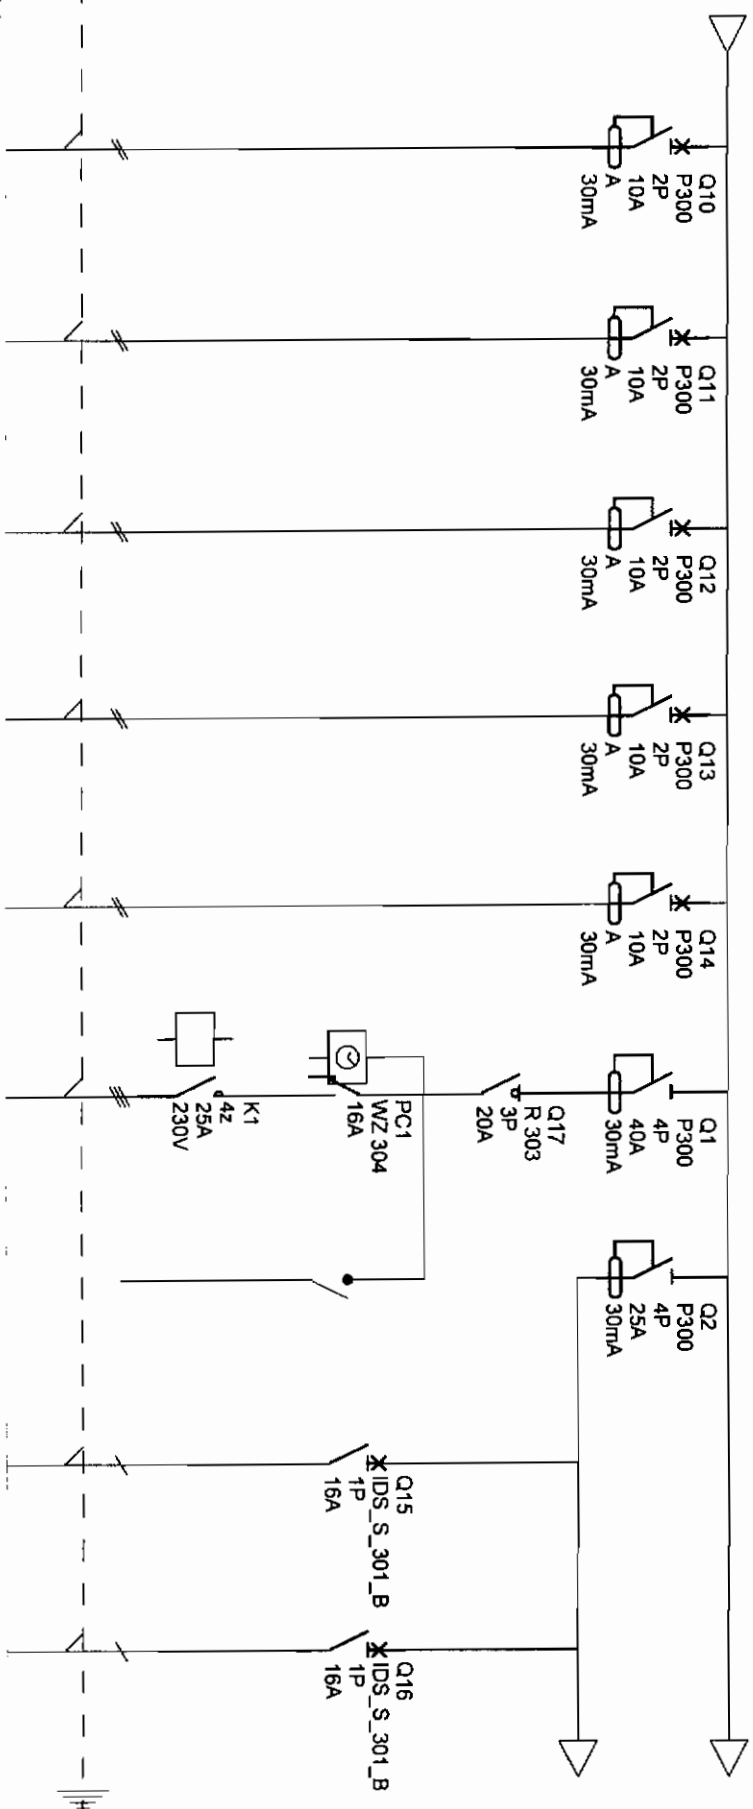 Q10
P300
2P
10A
A
30mA
Q11
P300
2P
10A
A
30mA
Q12
P300
2P
10A
A
30mA
Q13
P300
2P
10A
A
30mA
Q14
P300
2P
10A
A
30mA
Q1
P300
4P
40A
30mA
Q17
R 303
3P
20A
PC1
WZ 304
16A
K1
4z
25A
230V
Q2
P300
4P
25A
30mA
Q15
IDS_S_301_B
1P
16A
Q16
IDS_S_301_B
1P
16A